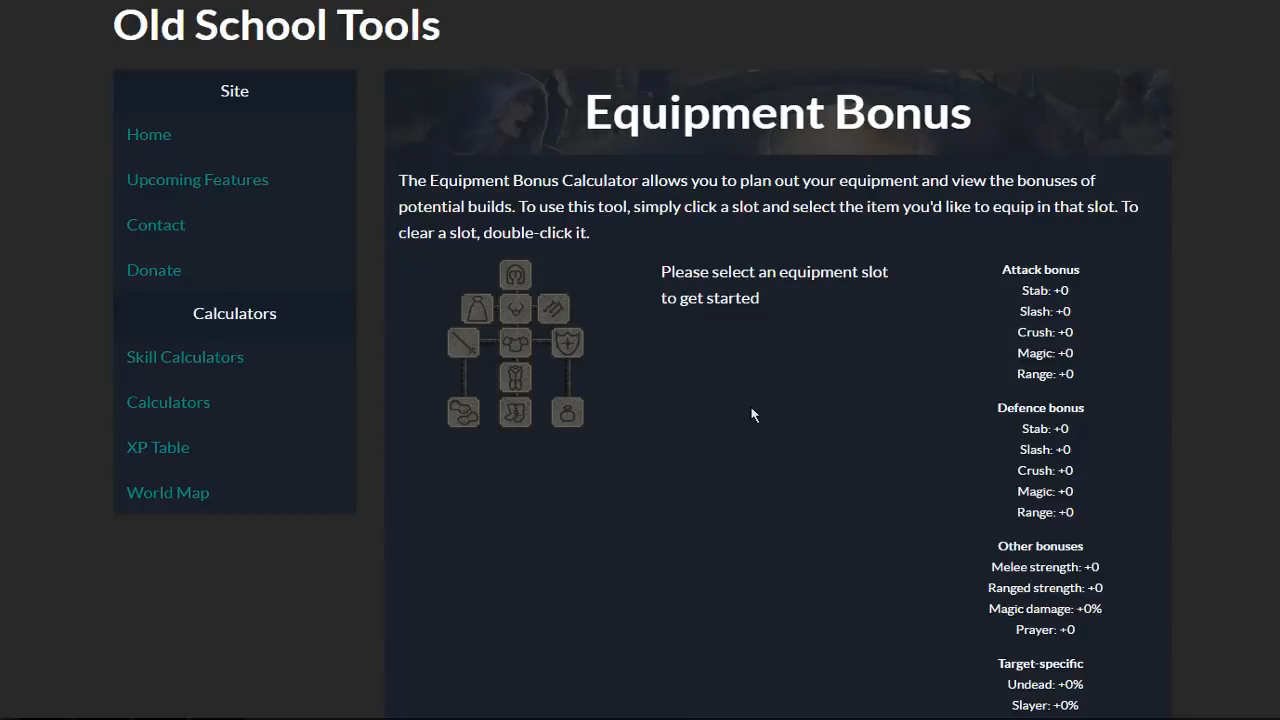 Old School Tools
Site
Home
Upcoming Features
Contact
Donate
Calculators
Skill Calculators
Calculators
XP Table
World Map
Equipment Bonus
The Equipment Bonus Calculator allows you to plan out your equipment and view the bonuses of
potential builds. To use this tool, simply click a slot and select the item you'd like to equip in that slot. To
clear a slot, double-click it.
Please select an equipment slot
to get started
Attack bonus
Stab: +0
Slash: +0
Crush: +0
Magic: +0
Range: +0
Defence bonus
Stab: +0
Slash: +0
Crush: +0
Magic: +0
Range: +0
Other bonuses
Melee strength: +0
Ranged strength: +0
Magic damage: +0%
Prayer: +0
Target-specific
Undead: +0%
Slayer: +0%